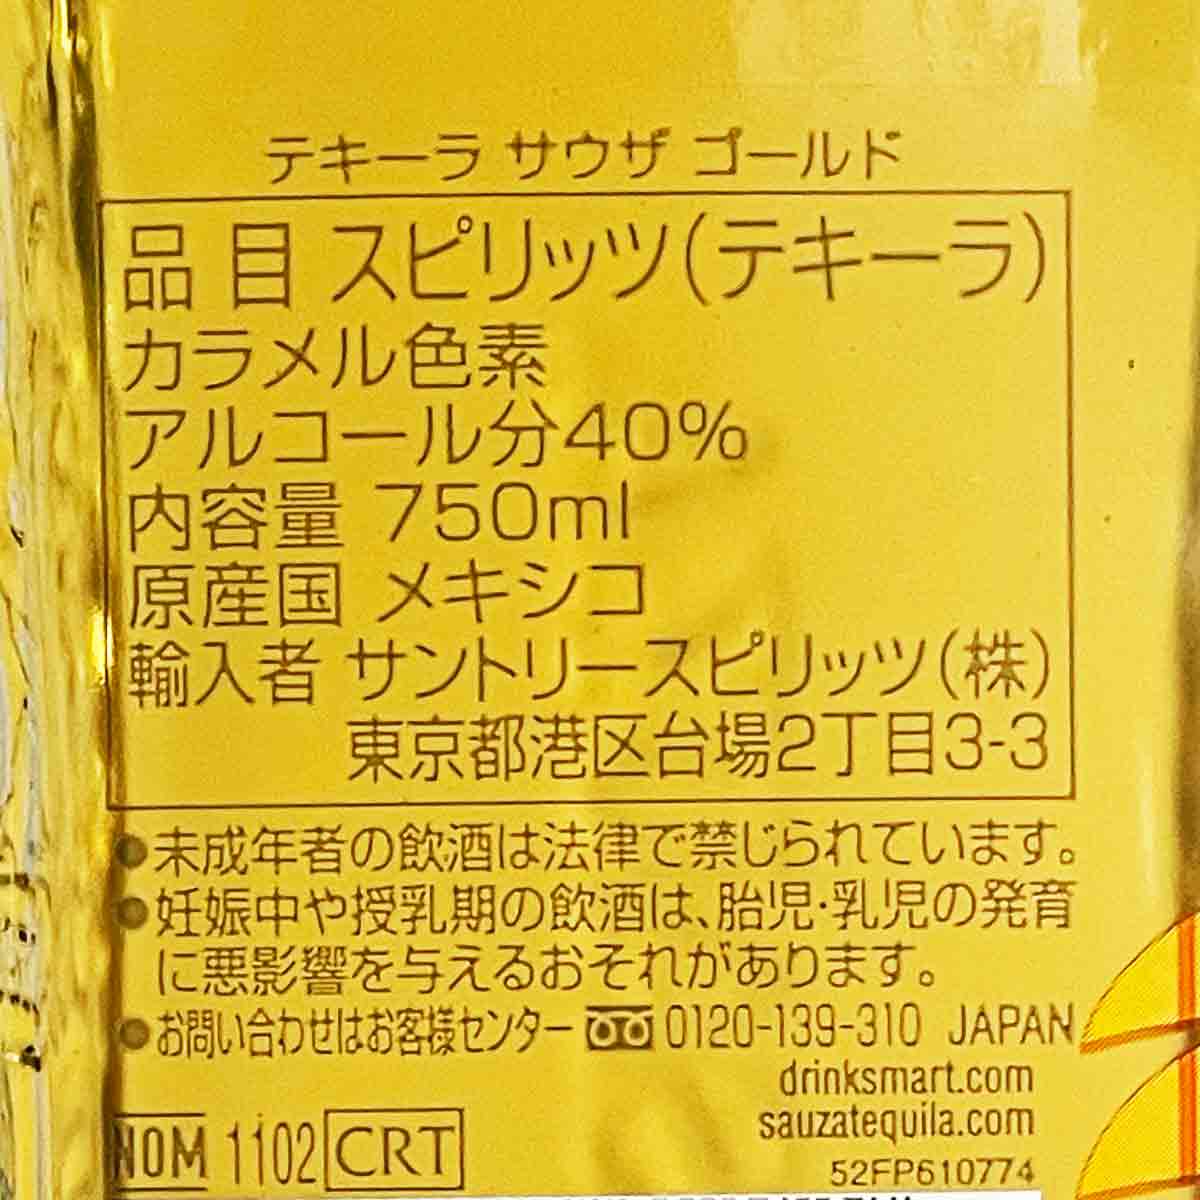 テキーラ サウザ ゴールド
品 目 スピリッツ(テキーラ)
カラメル色素
アルコール分40%
内容量 750ml
原産国 メキシコ
輸入者 サントリースピリッツ(株)
東京都港区台場2丁目3-3
●未成年者の飲酒は法律で禁じられています。
●妊娠中や授乳期の飲酒は、胎児・乳児の発育
に悪影響を与えるおそれがあります。
●お問い合わせはお客様センター 0120-139-310 JAPAN
drinksmart.com
sauzatequila.com
NOM 1102 CRT
52FP610774